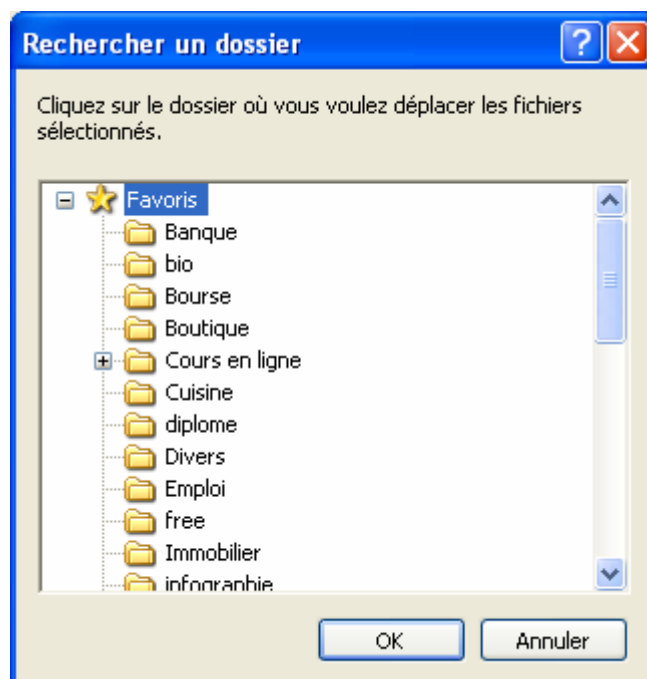 Rechercher un dossier
Cliquez sur le dossier où vous voulez déplacer les fichiers
sélectionnés.
Favoris
Banque
bio
Bourse
Boutique
Cours en ligne
Cuisine
diplome
Divers
Emploi
free
Immobilier
infographie
OK Annuler